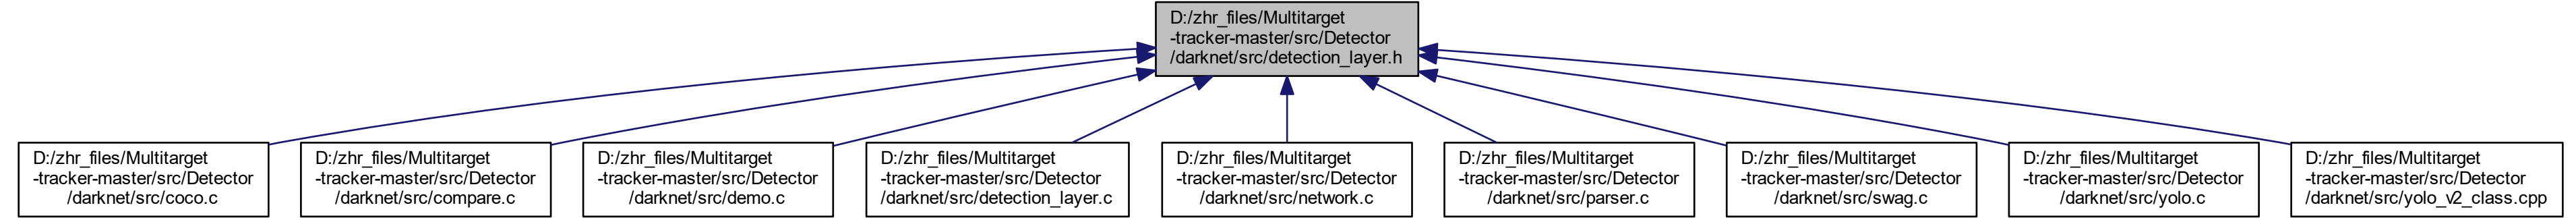 D:/zhr_files/Multitarget
-tracker-master/src/Detector
/darknet/src/detection_layer.h
D:/zhr_files/Multitarget
-tracker-master/src/Detector
/darknet/src/coco.c
D:/zhr_files/Multitarget
-tracker-master/src/Detector
/darknet/src/compare.c
D:/zhr_files/Multitarget
-tracker-master/src/Detector
/darknet/src/demo.c
D:/zhr_files/Multitarget
-tracker-master/src/Detector
/darknet/src/detection_layer.c
D:/zhr_files/Multitarget
-tracker-master/src/Detector
/darknet/src/network.c
D:/zhr_files/Multitarget
-tracker-master/src/Detector
/darknet/src/parser.c
D:/zhr_files/Multitarget
-tracker-master/src/Detector
/darknet/src/swag.c
D:/zhr_files/Multitarget
-tracker-master/src/Detector
/darknet/src/yolo.c
D:/zhr_files/Multitarget
-tracker-master/src/Detector
/darknet/src/yolo_v2_class.cpp